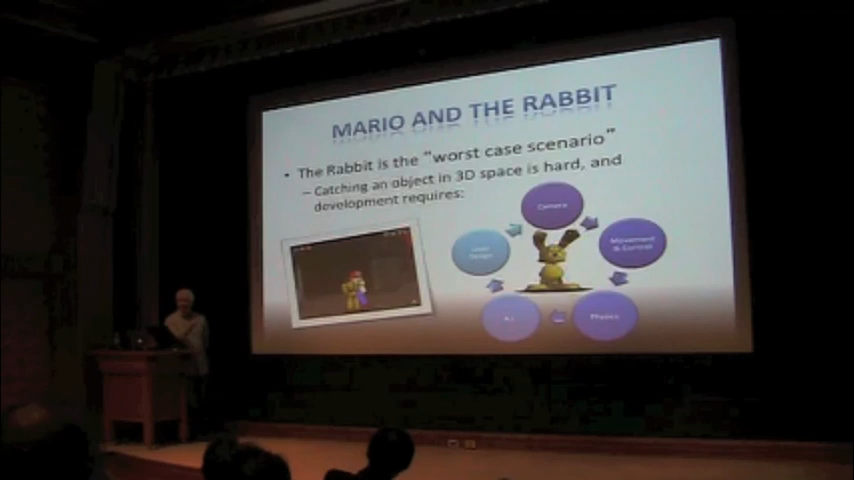 MARIO AND THE RABBIT
• The Rabbit is the "worst case scenario"
– Catching an object in 3D space is hard, and
development requires:
Camera
Movement
& Control
Physics
A.I.
Level
Design